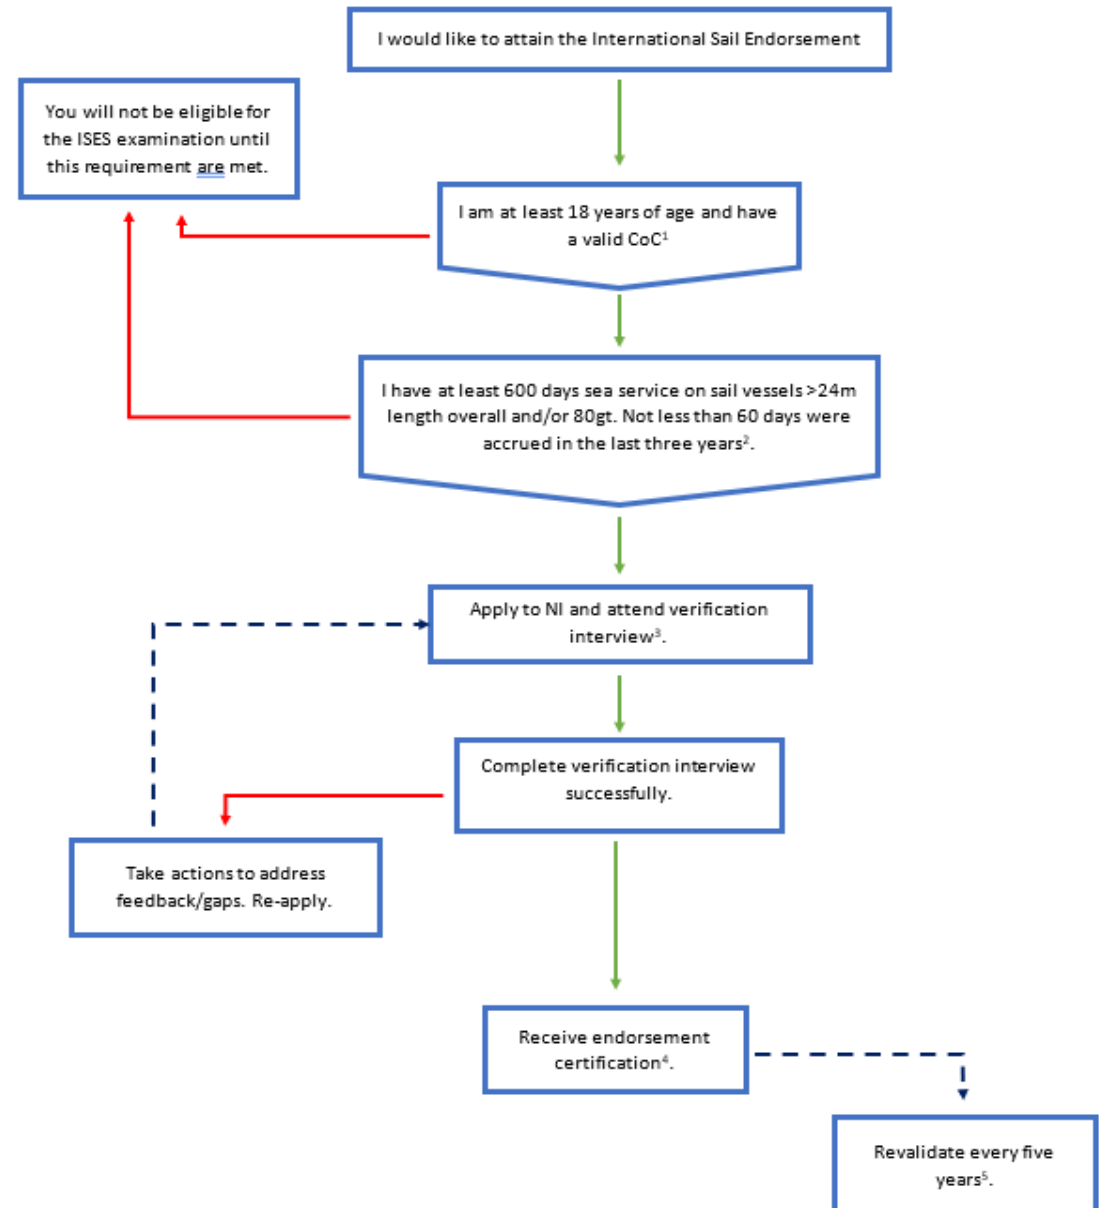 I would like to attain the International Sail Endorsement
You will not be eligible for
the ISES examination until
this requirement are met.
I am at least 18 years of age and have
a valid CoC¹
I have at least 600 days sea service on sail vessels >24m
length overall and/or 80gt. Not less than 60 days were
accrued in the last three years².
Apply to NI and attend verification
interview³.
Complete verification interview
successfully.
Take actions to address
feedback/gaps. Re-apply.
Receive endorsement
certification⁴.
Revalidate every five
years⁵.